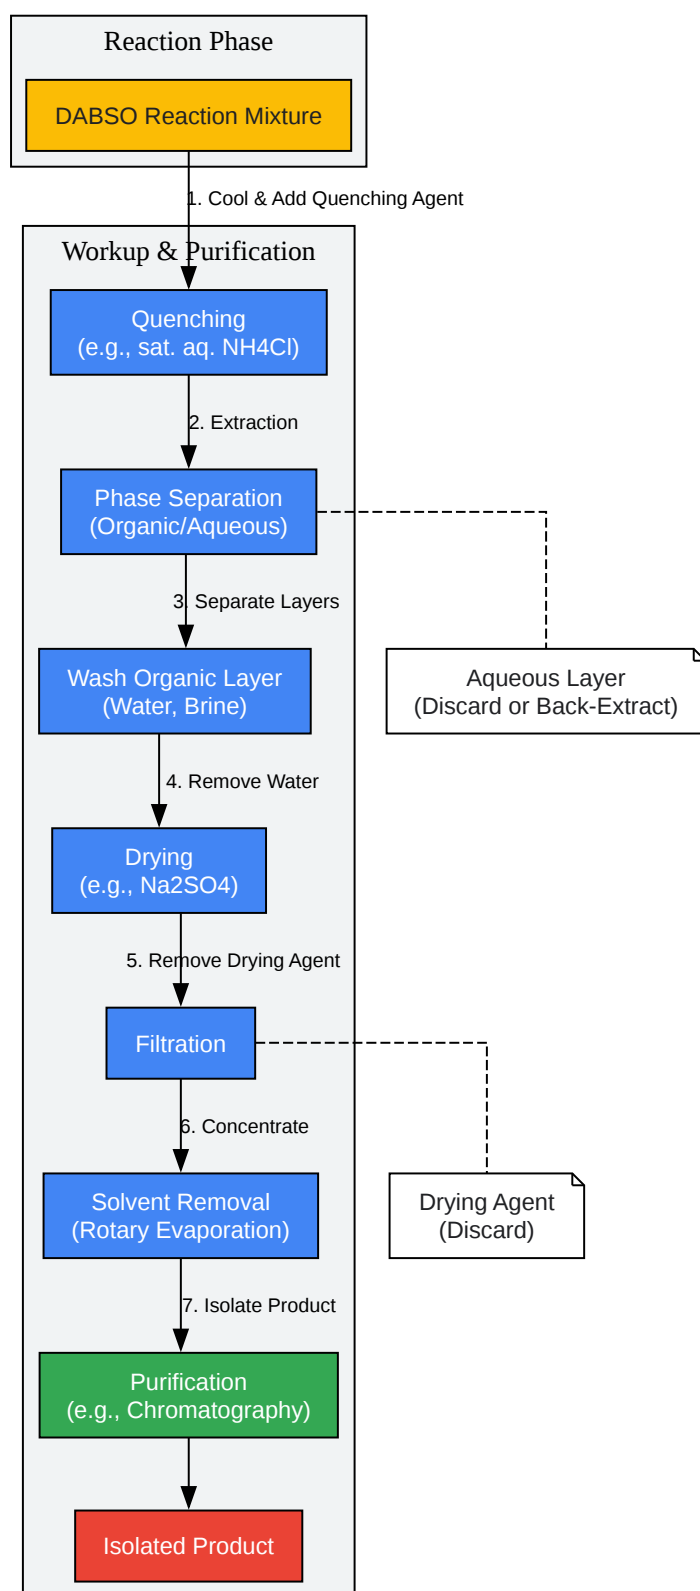 Reaction Phase
DABSO Reaction Mixture
1. Cool & Add Quenching Agent
Workup & Purification
Quenching
(e.g., sat. aq. NH4Cl)
2. Extraction
Phase Separation
(Organic/Aqueous)
3. Separate Layers
Wash Organic Layer
(Water, Brine)
Aqueous Layer
(Discard or Back-Extract)
4. Remove Water
Drying
(e.g., Na2SO4)
5. Remove Drying Agent
Filtration
6. Concentrate
Solvent Removal
(Rotary Evaporation)
Drying Agent
(Discard)
7. Isolate Product
Purification
(e.g., Chromatography)
Isolated Product